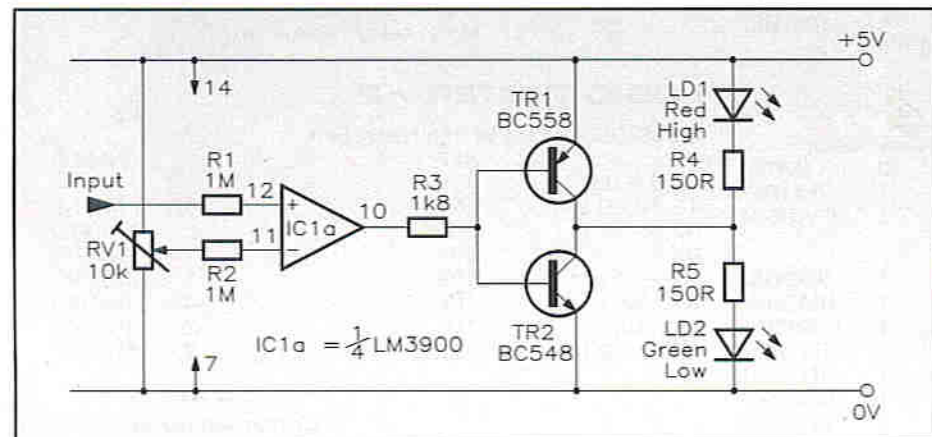 +5V
14
TR1
BC558
LD1
Red
High
R1
1M
R4
150R
Input
12
+
R3
1k8
10
IC1a
11
−
RV1
10k
R2
1M
R5
150R
TR2
BC548
LD2
Green
Low
IC1a = 1/4 LM3900
7
0V